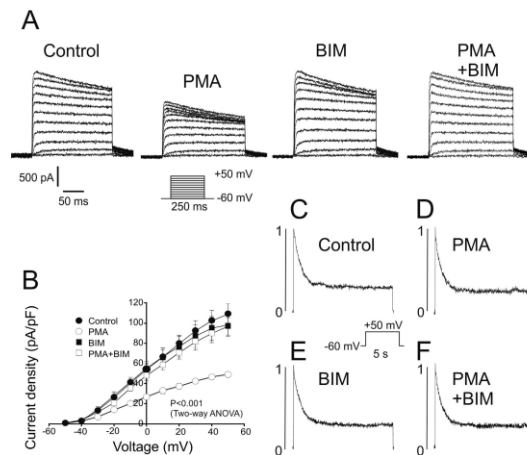 A
Control
PMA
BIM
PMA
+BIM
500 pA
50 ms
+50 mV
-60 mV
250 ms
B
Current density (pA/pF)
120
100
80
60
40
20
0
-60
-40
-20
0
20
40
60
Voltage (mV)
Control
PMA
BIM
PMA+BIM
P<0.001
(Two-way ANOVA)
C
Control
1
0
D
PMA
1
0
+50 mV
-60 mV
5 s
E
BIM
1
0
F
PMA
+BIM
1
0